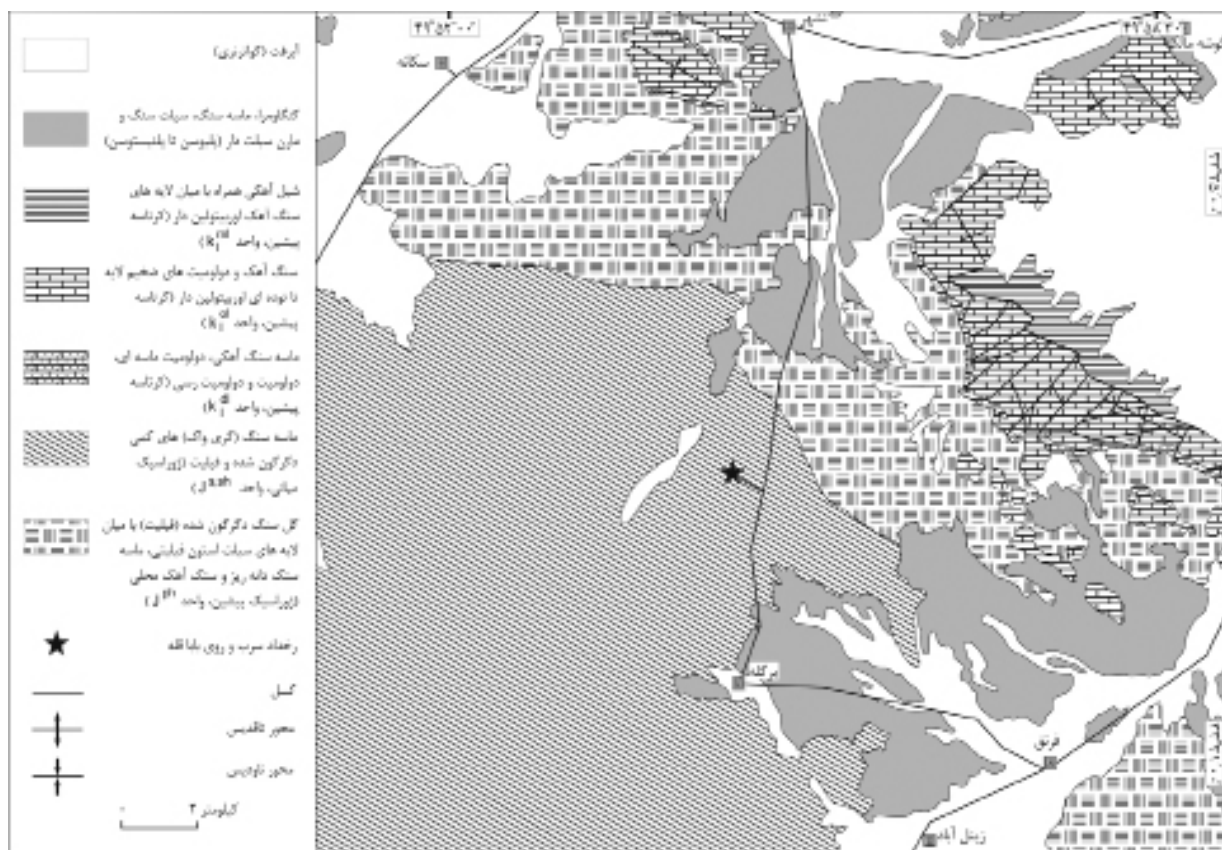 آبرفت (کواترنری)
کنگلومرا، ماسه سنگ، سیلت سنگ و
مارن سیلت دار (پلیوسن تا پلئیستوسن)
شیل آهکی همراه با میان لایه های
سنگ آهک اوربیتولین دار (کرتاسه
پیشین، واحد
سنگ آهک و دولومیت های ضخیم لایه
تا توده ای اوربیتولین دار (کرتاسه
پیشین، واحد
ماسه سنگ آهکی، دولومیت ماسه ای،
دولومیت و دولومیت رسی (کرتاسه
پیشین، واحد
ماسه سنگ (گری واک) های کمی
دگرگون شده و فیلیت (ژوراسیک
میانی، واحد
گل سنگ دگرگون شده (فیلیت) با میان
لایه های سیلت استون فیلیتی، ماسه
سنگ دانه ریز و سنگ آهک محلی
(ژوراسیک پیشین، واحد J ph)
رخداد سرب و روی باباقله
گسل
محور تاقدیس
محور ناودیس
۲ کیلومتر
سکانه
فرنق
زینل آباد